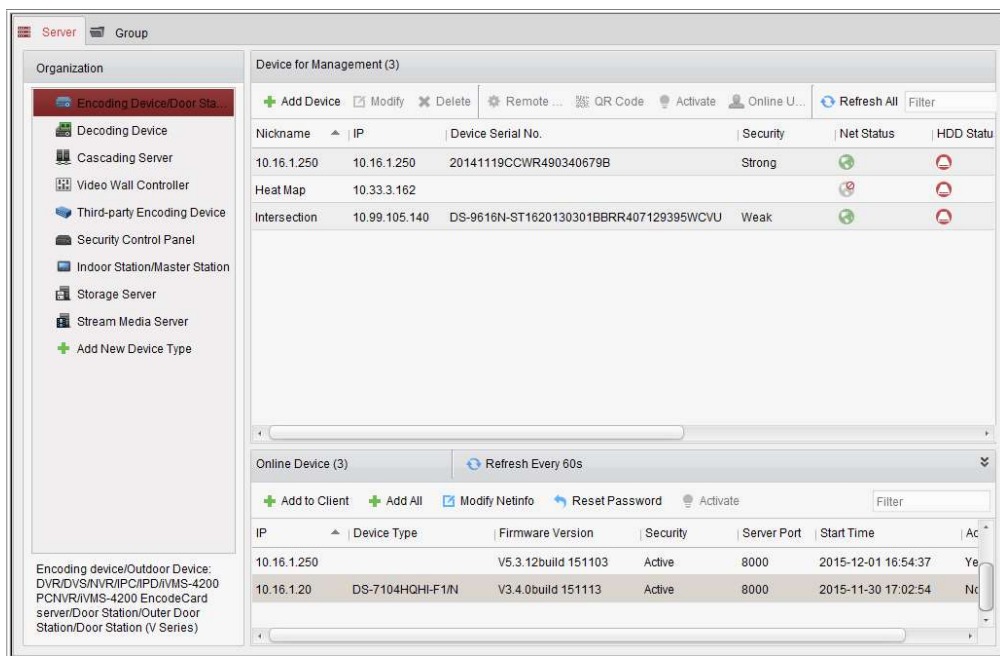 Server Group
Organization
Encoding Device/Door Sta...
Decoding Device
Cascading Server
Video Wall Controller
Third-party Encoding Device
Security Control Panel
Indoor Station/Master Station
Storage Server
Stream Media Server
Add New Device Type
Encoding device/Outdoor Device:
DVR/DVS/NVR/IPC/IPD/iVMS-4200
PCNVR/iVMS-4200 EncodeCard
server/Door Station/Outer Door
Station/Door Station (V Series)
Device for Management (3)
Add Device Modify Delete Remote ... QR Code Activate Online U... Refresh All Filter
Nickname IP Device Serial No. Security Net Status HDD Statu
10.16.1.250 10.16.1.250 20141119CCWR490340679B Strong
Heat Map 10.33.3.162
Intersection 10.99.105.140 DS-9616N-ST1620130301BBRR407129395WCVU Weak
Online Device (3) Refresh Every 60s
Add to Client Add All Modify Netinfo Reset Password Activate Filter
IP Device Type Firmware Version Security Server Port Start Time Ac
10.16.1.250 V5.3.12build 151103 Active 8000 2015-12-01 16:54:37 Ye
10.16.1.20 DS-7104HQHI-F1/N V3.4.0build 151113 Active 8000 2015-11-30 17:02:54 No